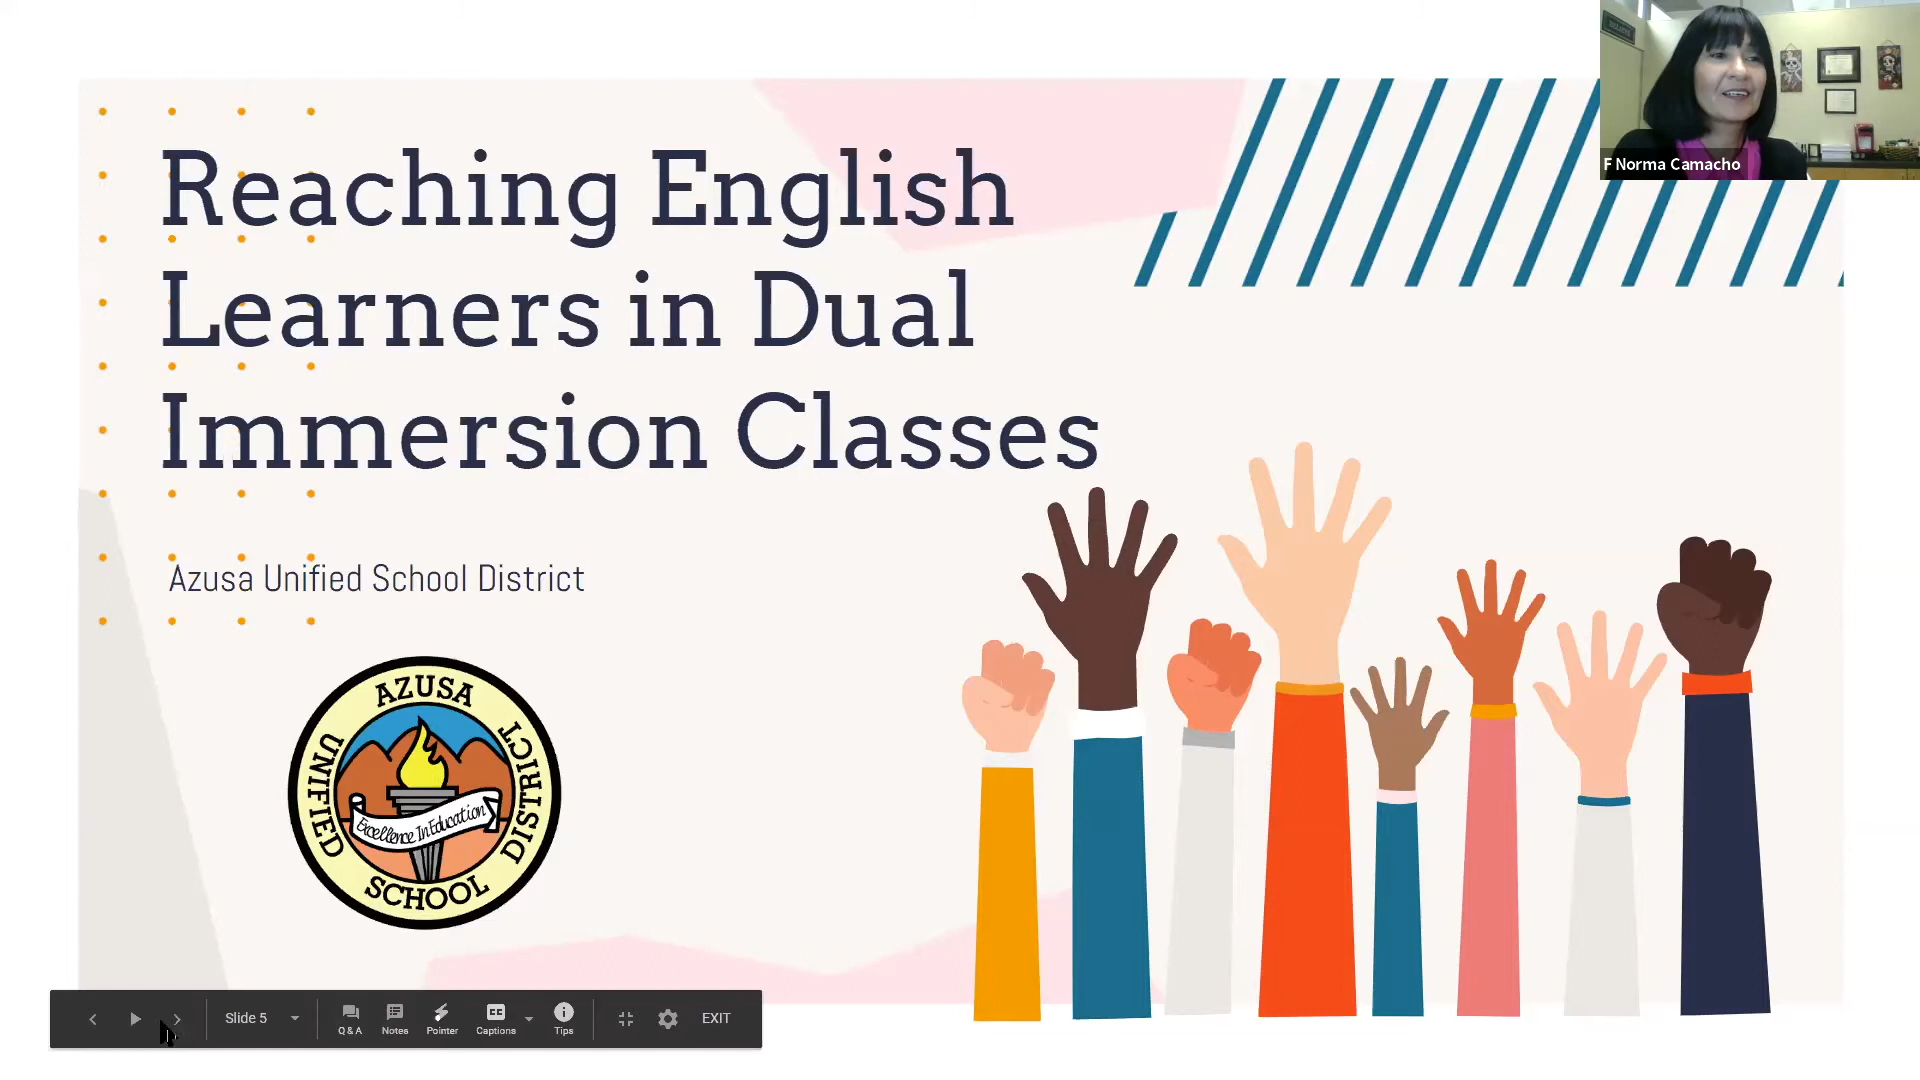 Reaching English
Learners in Dual
Immersion Classes
Azusa Unified School District
AZUSA
UNIFIED
DISTRICT
SCHOOL
Excellence In Education
F Norma Camacho
Slide 5
Q & A
Notes
Pointer
Captions
Tips
EXIT